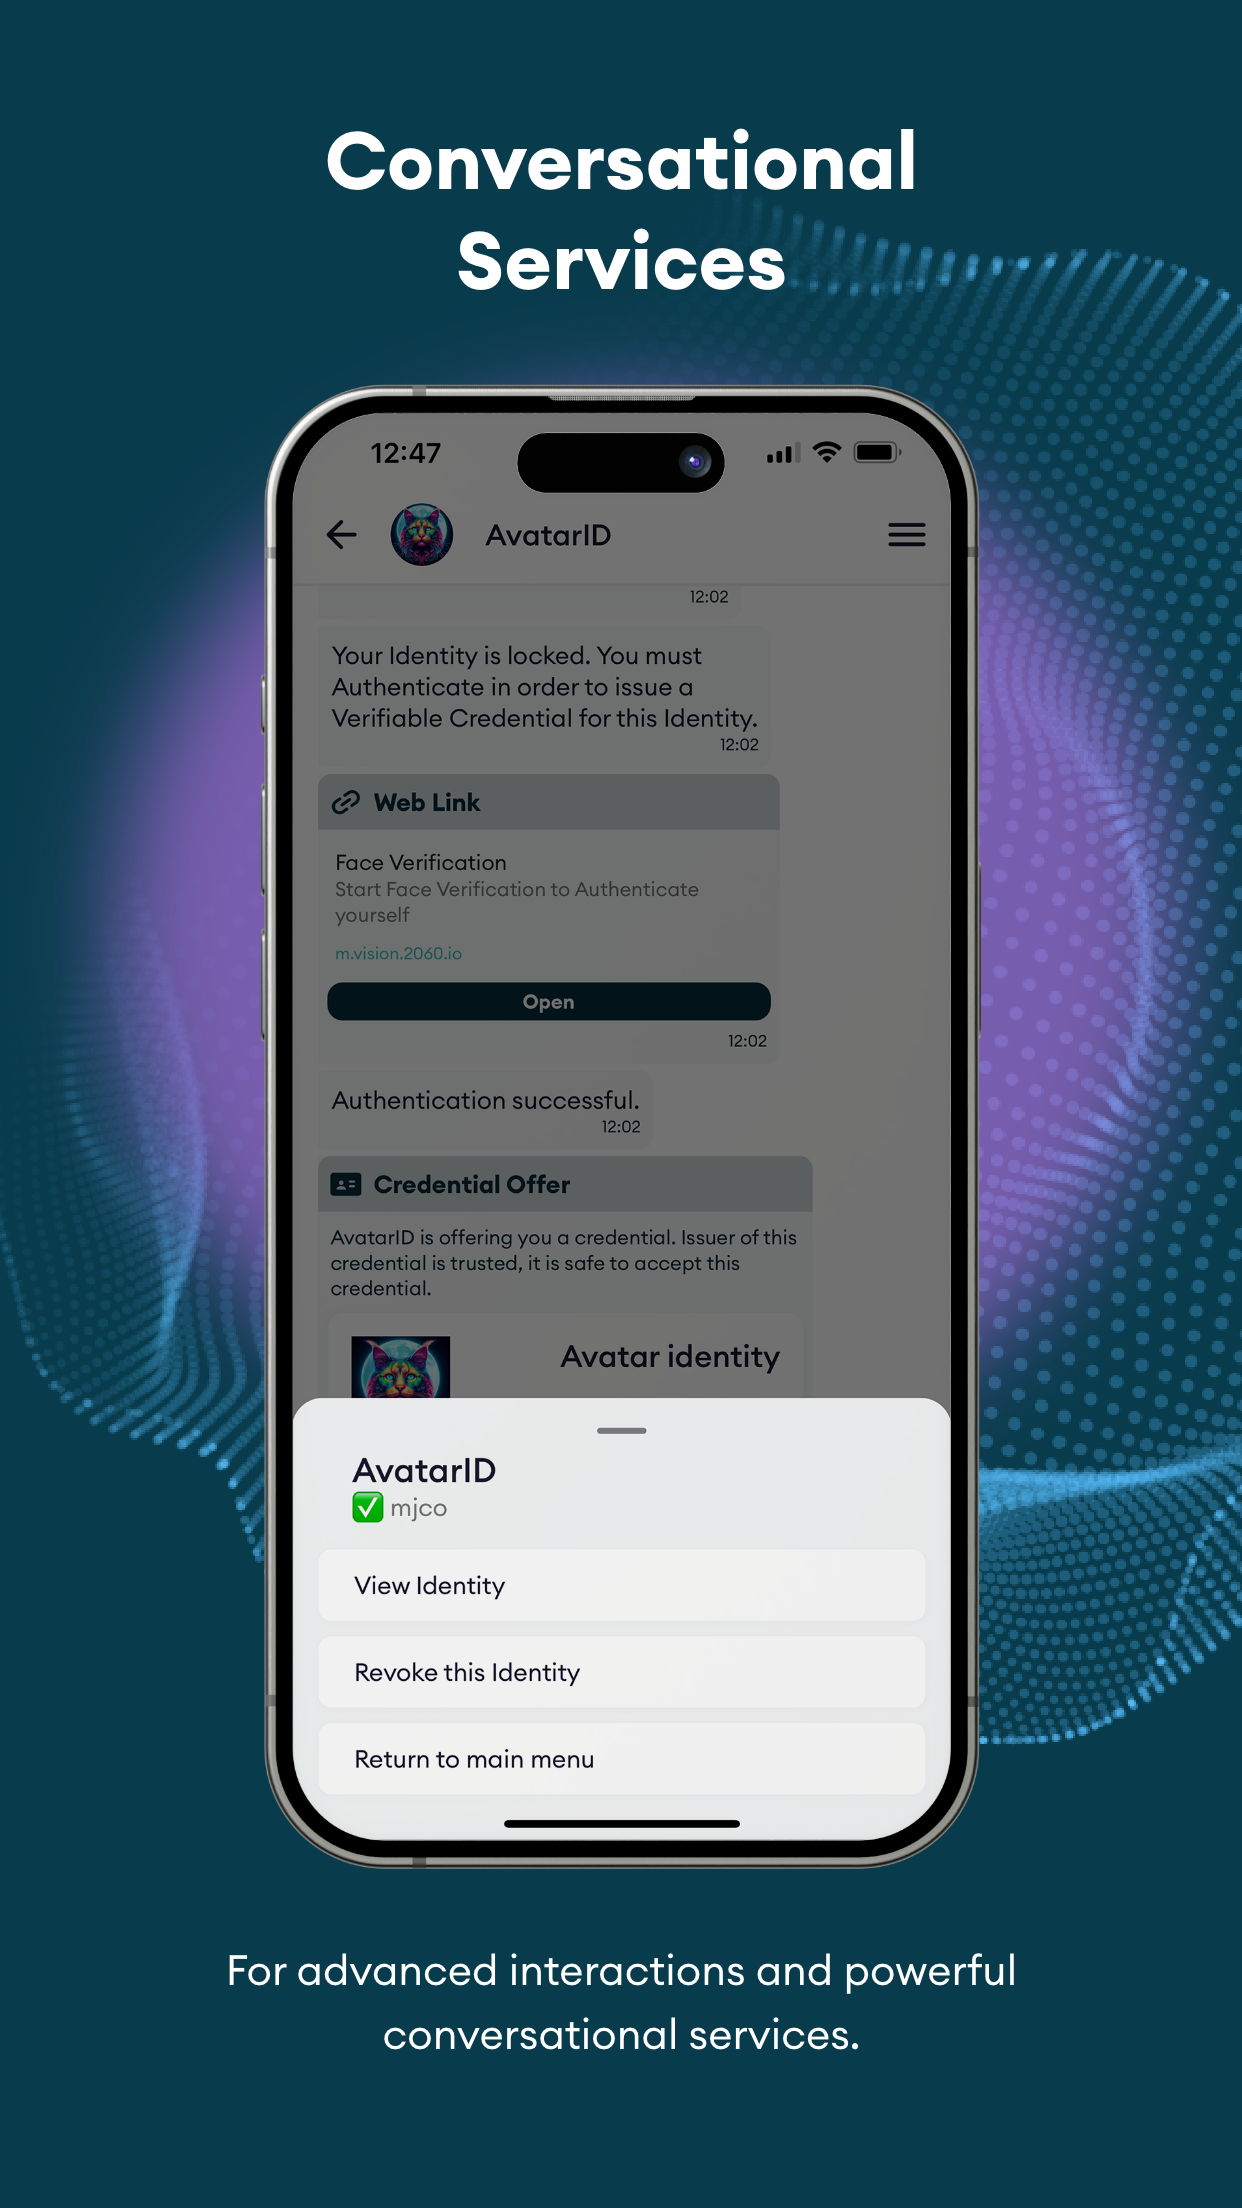 Conversational
Services
12:47
AvatarID
12:02
Your Identity is locked. You must
Authenticate in order to issue a
Verifiable Credential for this Identity.
12:02
Web Link
Face Verification
Start Face Verification to Authenticate
yourself
m.vision.2060.io
Open
12:02
Authentication successful.
12:02
Credential Offer
AvatarID is offering you a credential. Issuer of this
credential is trusted, it is safe to accept this
credential.
Avatar identity
AvatarID
✅ mjco
View Identity
Revoke this Identity
Return to main menu
For advanced interactions and powerful
conversational services.